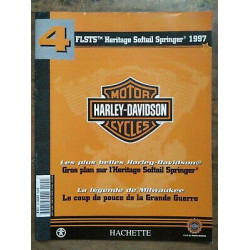 4
FLSTS™ Heritage Softail Springer® 1997
MOTOR
HARLEY-DAVIDSON
CYCLES
Les plus belles Harley-Davidson®
Gros plan sur l'Heritage Softail Springer®
La légende de Milwaukee
Le coup de pouce de la Grande Guerre
HACHETTE